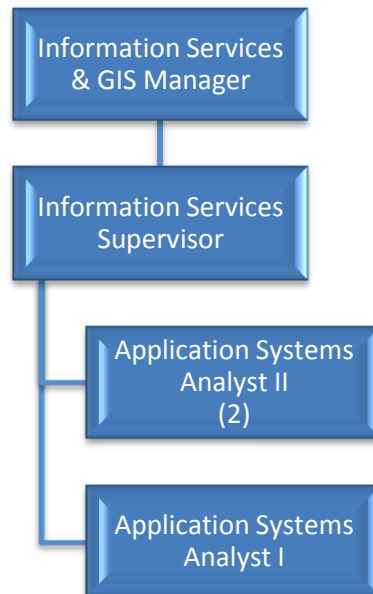 Information Services
& GIS Manager
Information Services
Supervisor
Application Systems
Analyst II
(2)
Application Systems
Analyst I